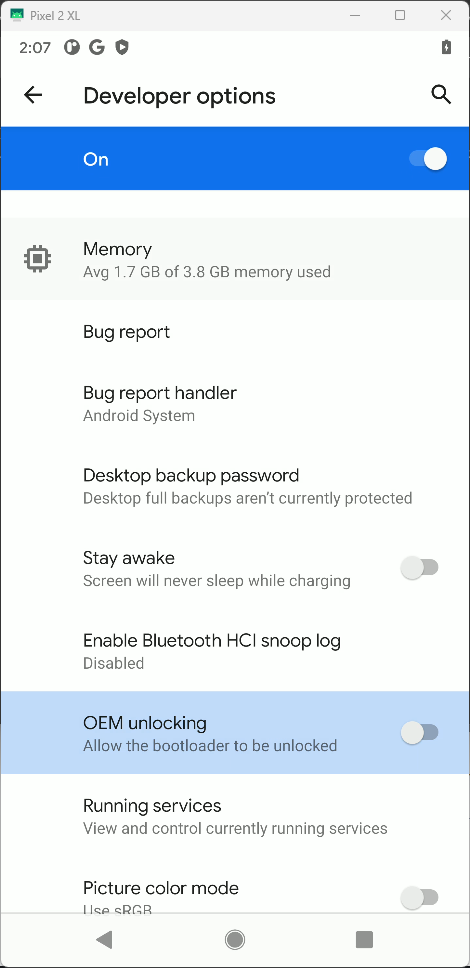 Pixel 2 XL
2:07
Developer options
On
Memory
Avg 1.7 GB of 3.8 GB memory used
Bug report
Bug report handler
Android System
Desktop backup password
Desktop full backups aren't currently protected
Stay awake
Screen will never sleep while charging
Enable Bluetooth HCI snoop log
Disabled
OEM unlocking
Allow the bootloader to be unlocked
Running services
View and control currently running services
Picture color mode
Use sRGB